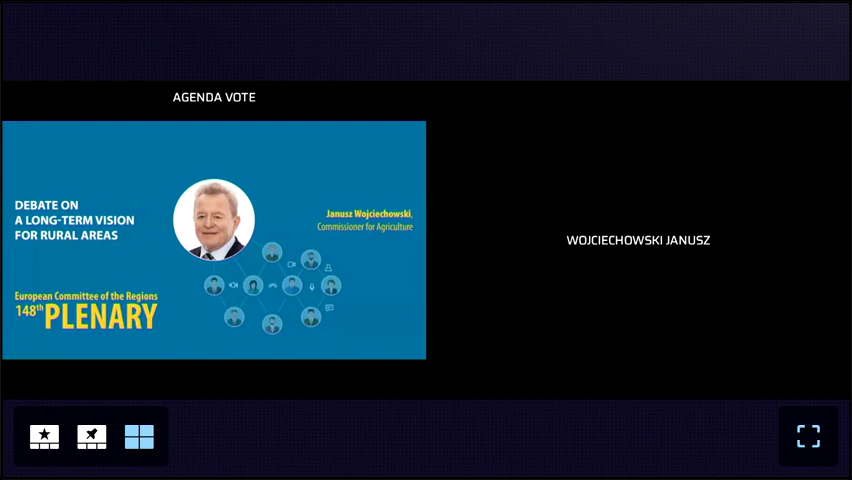 AGENDA VOTE
DEBATE ON
A LONG-TERM VISION
FOR RURAL AREAS
Janusz Wojciechowski,
Commissioner for Agriculture
European Committee of the Regions
148th PLENARY
WOJCIECHOWSKI JANUSZ